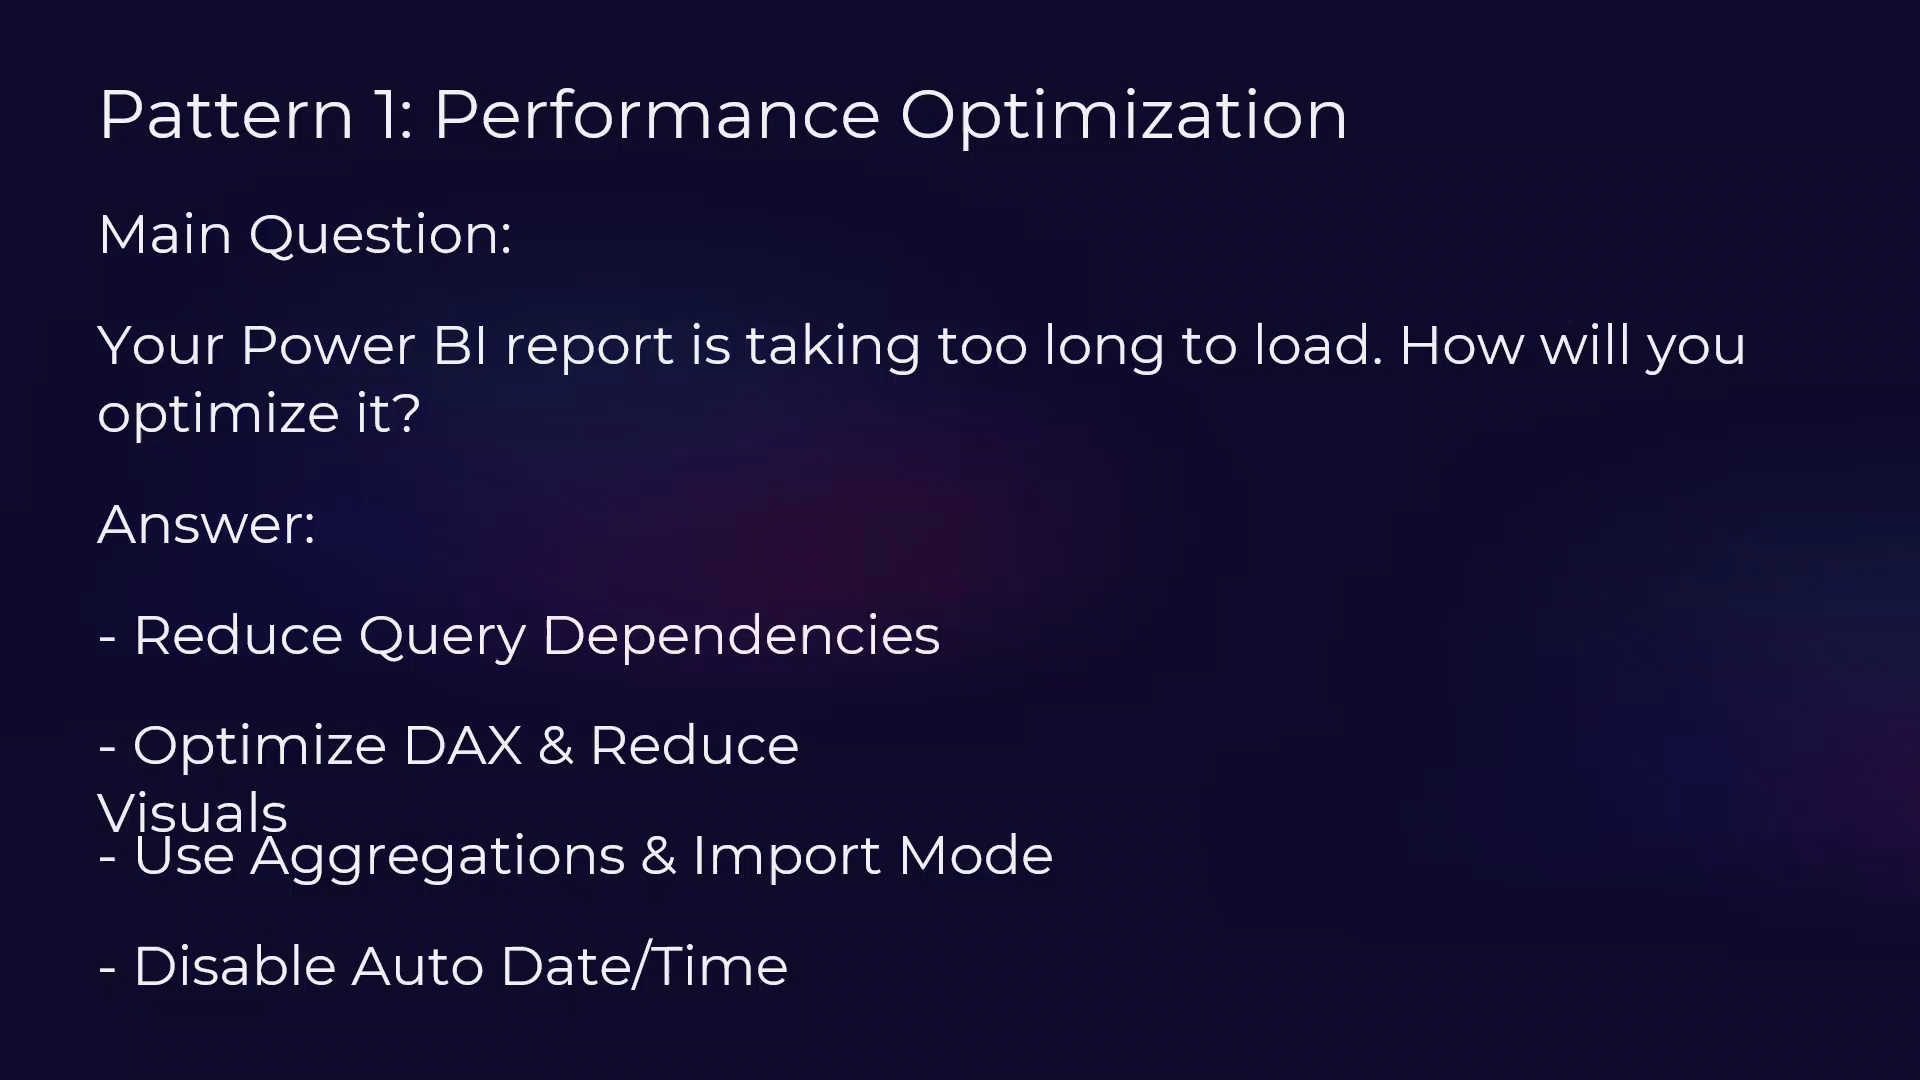 Pattern 1: Performance Optimization
Main Question:
Your Power BI report is taking too long to load. How will you
optimize it?
Answer:
- Reduce Query Dependencies
- Optimize DAX & Reduce
Visuals
- Use Aggregations & Import Mode
- Disable Auto Date/Time